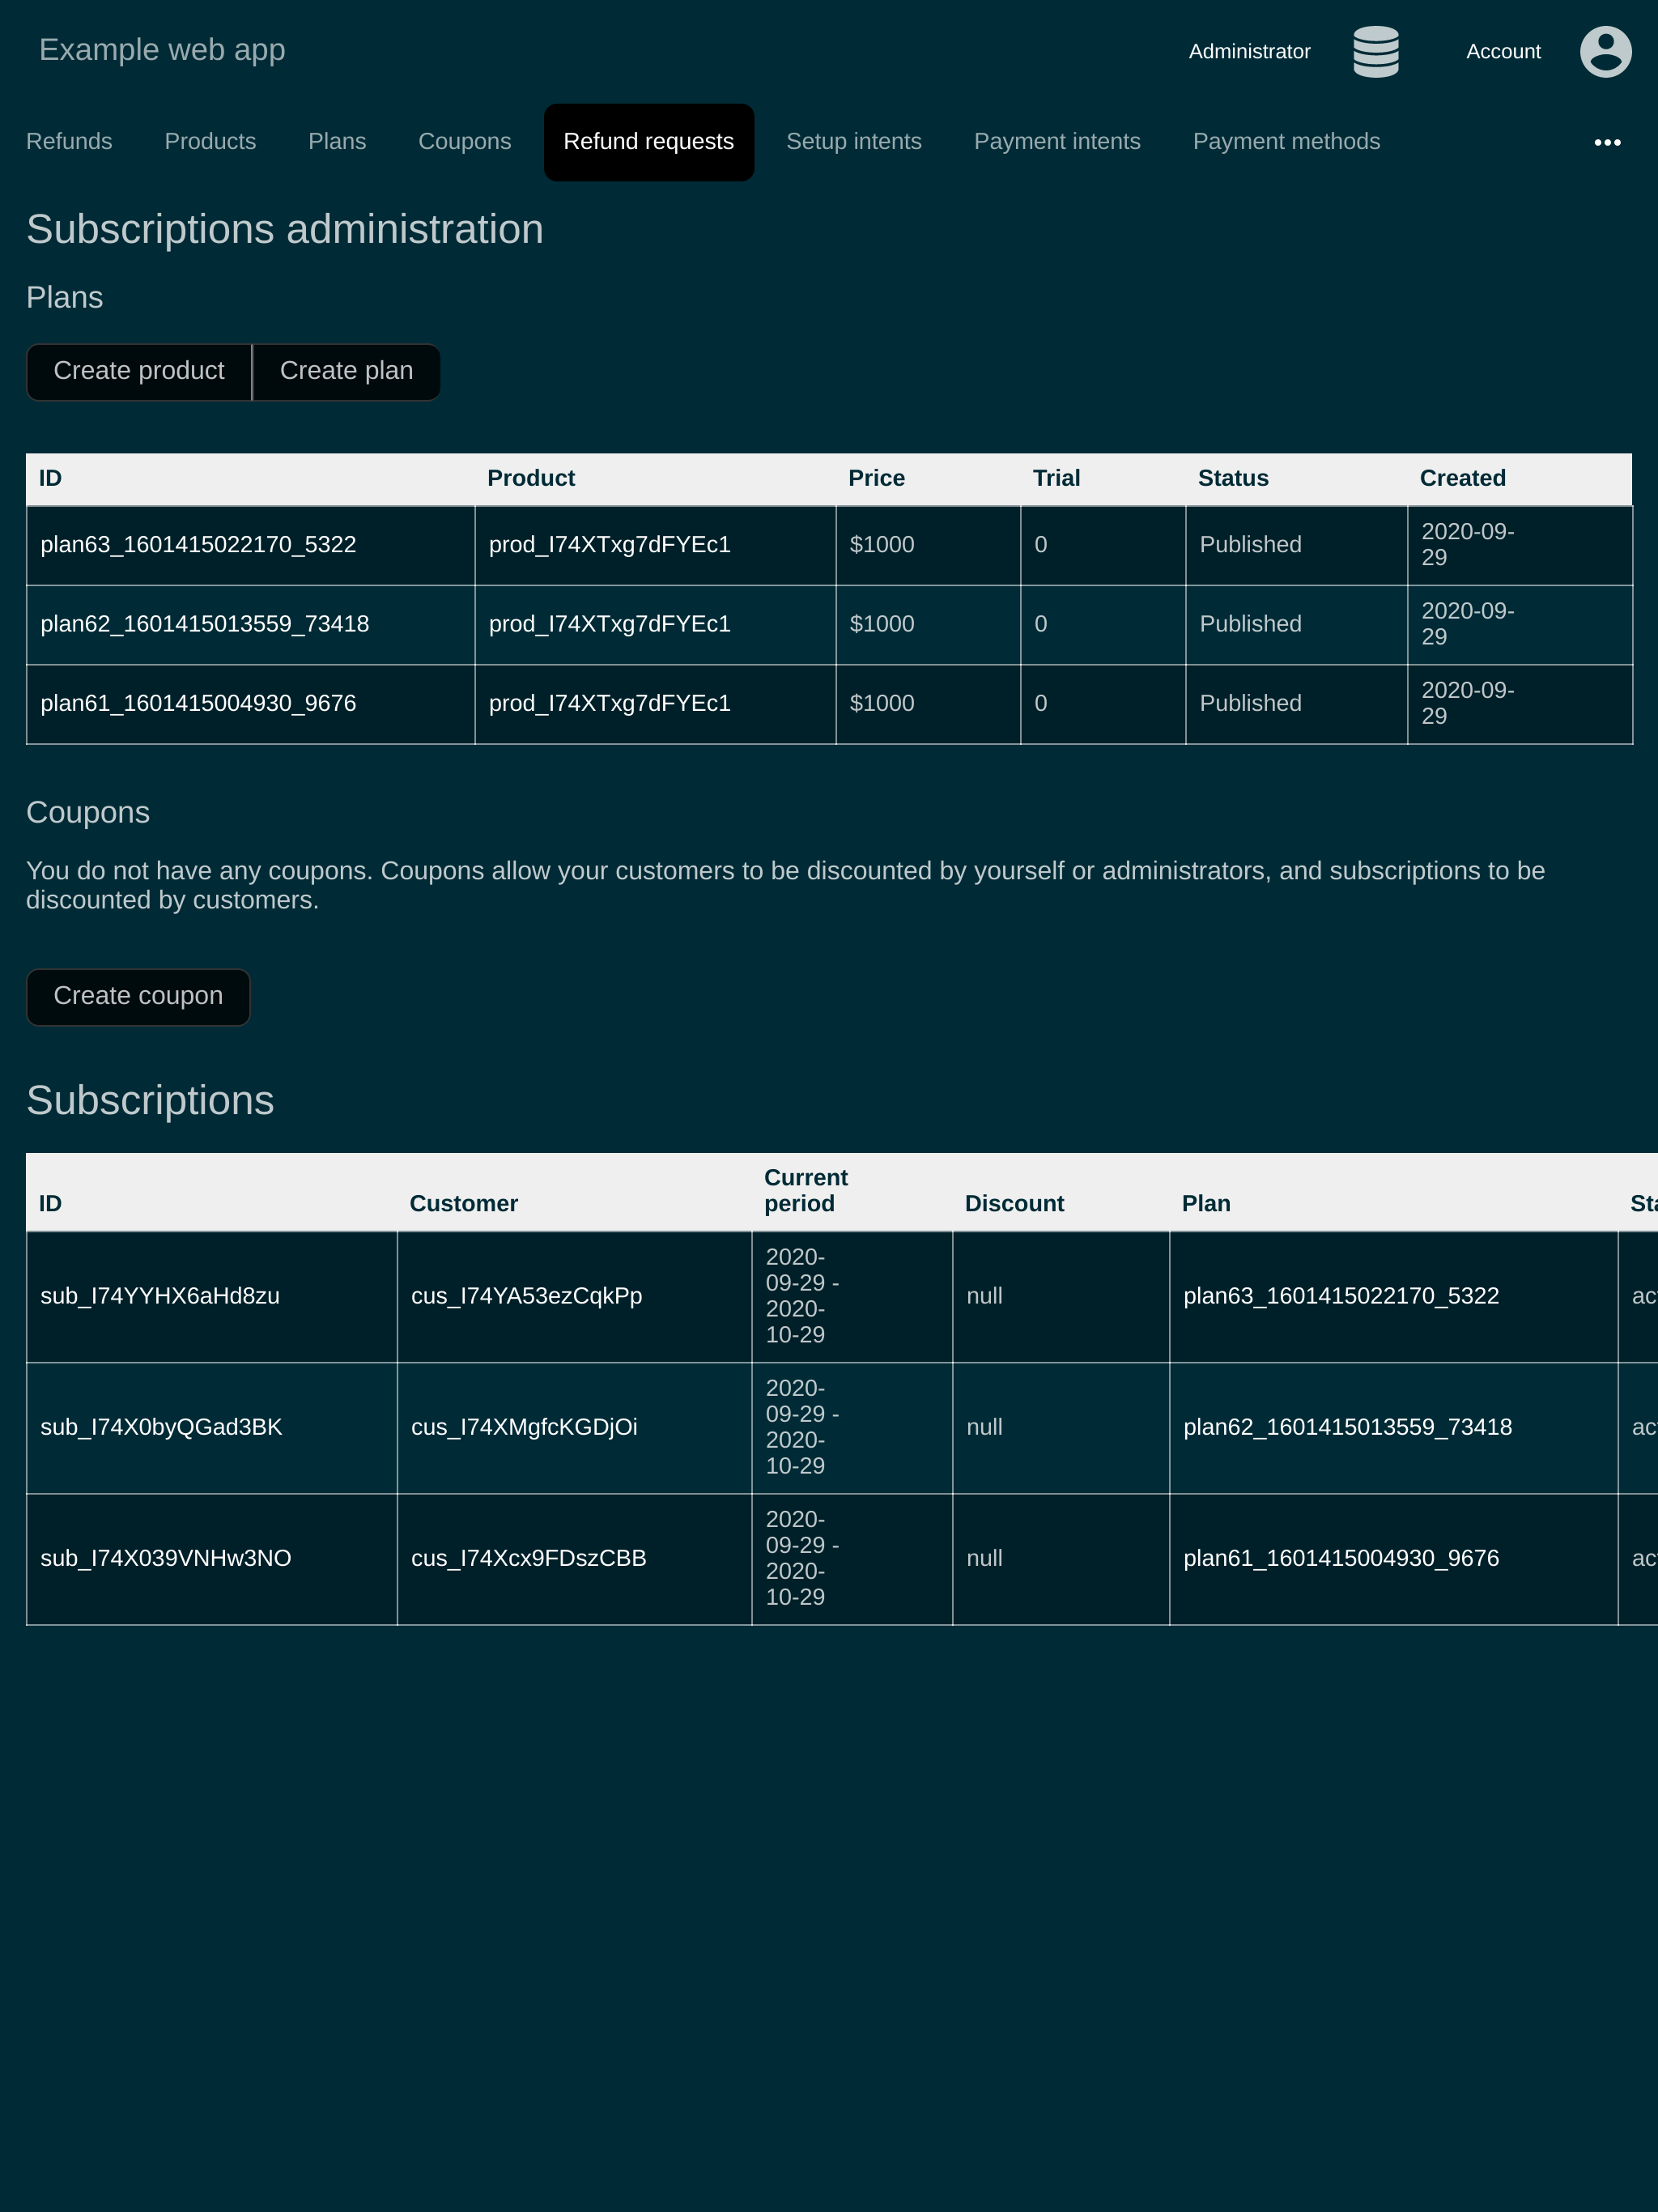 Example web app
Administrator
Account
Refunds Products Plans Coupons Refund requests Setup intents Payment intents Payment methods •••
Subscriptions administration
Plans
Create product Create plan
ID Product Price Trial Status Created
plan63_1601415022170_5322 prod_I74XTxg7dFYEc1 $1000 0 Published 2020-09-
29
plan62_1601415013559_73418 prod_I74XTxg7dFYEc1 $1000 0 Published 2020-09-
29
plan61_1601415004930_9676 prod_I74XTxg7dFYEc1 $1000 0 Published 2020-09-
29
Coupons
You do not have any coupons. Coupons allow your customers to be discounted by yourself or administrators, and subscriptions to be
discounted by customers.
Create coupon
Subscriptions
ID Customer Current
period Discount Plan
sub_I74YYHX6aHd8zu cus_I74YA53ezCqkPp 2020-
09-29 -
2020-
10-29
null plan63_1601415022170_5322
sub_I74X0byQGad3BK cus_I74XMgfcKGDjOi 2020-
09-29 -
2020-
10-29
null plan62_1601415013559_73418
sub_I74X039VNHw3NO cus_I74Xcx9FDszCBB 2020-
09-29 -
2020-
10-29
null plan61_1601415004930_9676